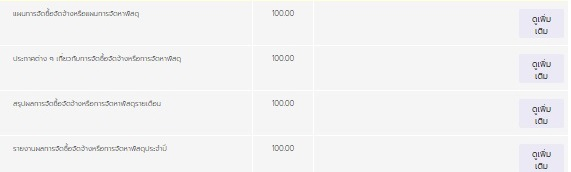 แผนการจัดซื้อจัดจ้างหรือแผนการจัดหาพัสดุ 100.00 ดูเพิ่ม
เติม
ประกาศต่าง ๆ เกี่ยวกับการจัดซื้อจัดจ้างหรือการจัดหาพัสดุ 100.00 ดูเพิ่ม
เติม
สรุปผลการจัดซื้อจัดจ้างหรือการจัดหาพัสดุรายเดือน 100.00 ดูเพิ่ม
เติม
รายงานผลการจัดซื้อจัดจ้างหรือการจัดหาพัสดุประจำปี 100.00 ดูเพิ่ม
เติม